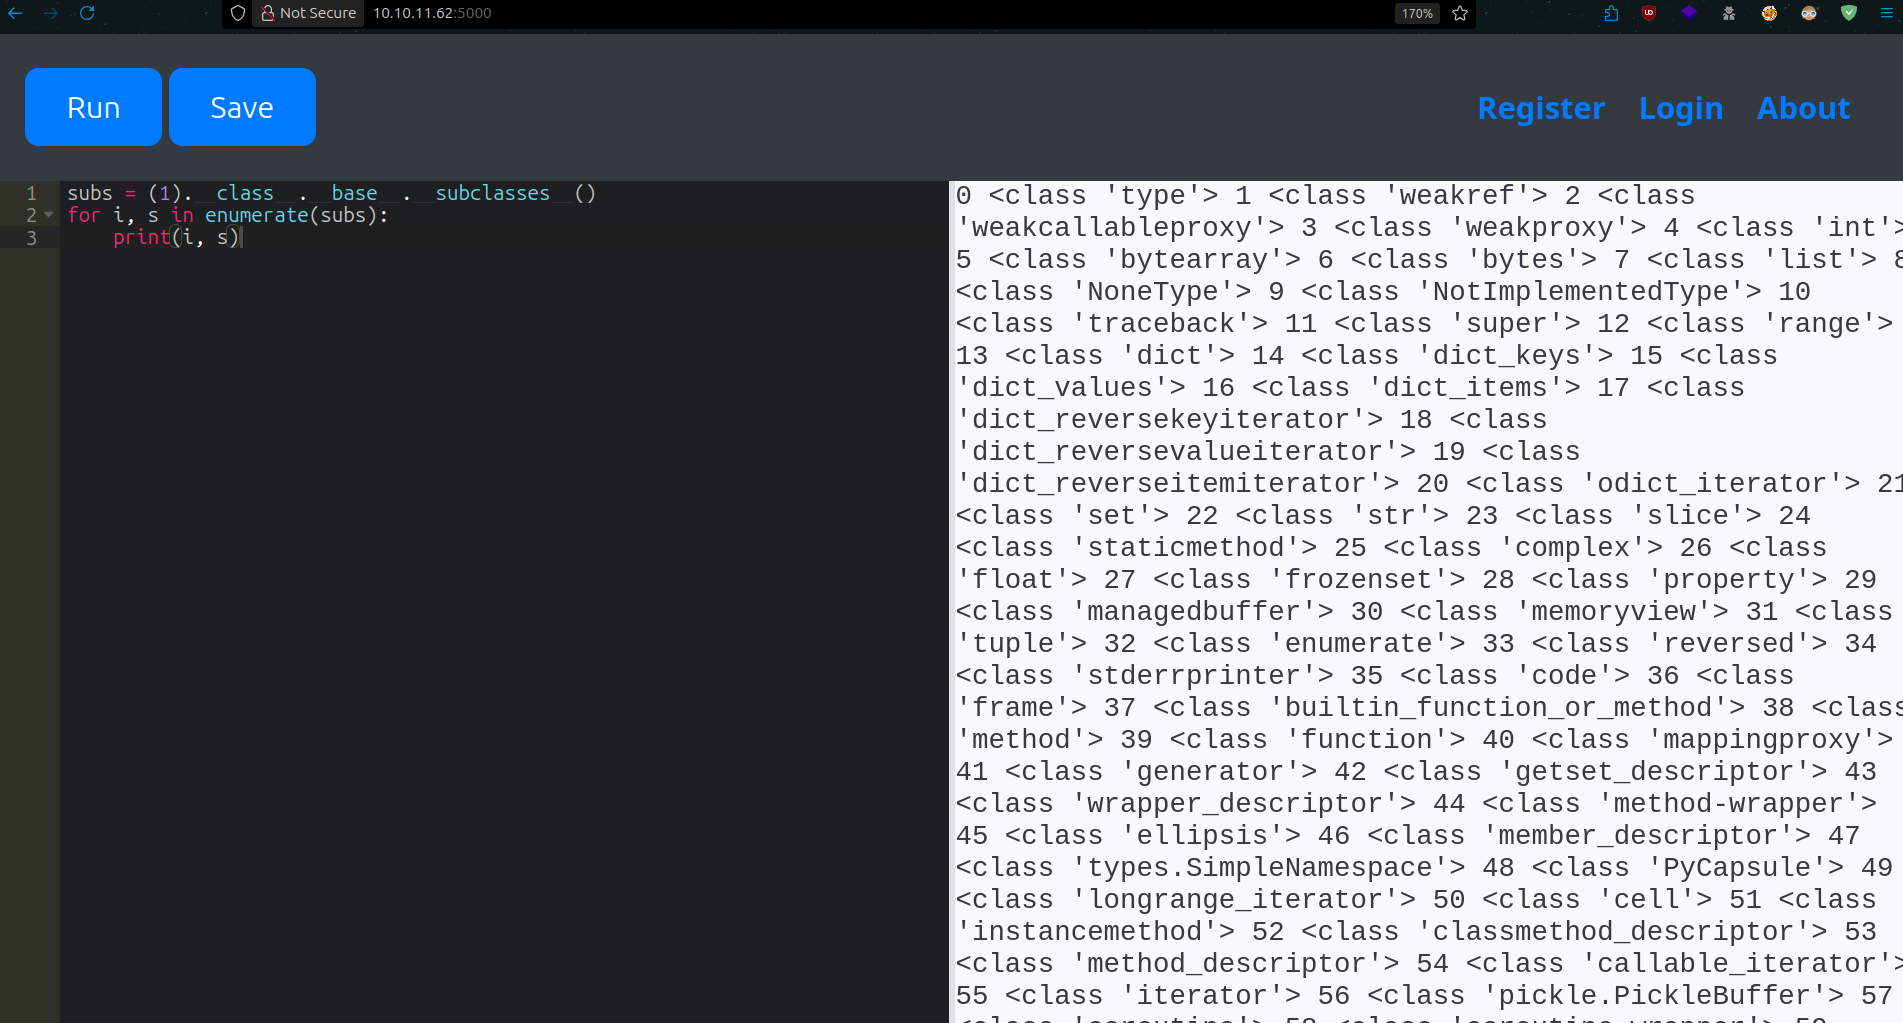 Not Secure 10.10.11.62:5000 170%
Run Save Register Login About
1 subs = (1).__class__.__base__.__subclasses__()
2 for i, s in enumerate(subs):
3 print(i, s)
0 <class 'type'> 1 <class 'weakref'> 2 <class
'weakcallableproxy'> 3 <class 'weakproxy'> 4 <class 'int'>
5 <class 'bytearray'> 6 <class 'bytes'> 7 <class 'list'> 8
<class 'NoneType'> 9 <class 'NotImplementedType'> 10
<class 'traceback'> 11 <class 'super'> 12 <class 'range'>
13 <class 'dict'> 14 <class 'dict_keys'> 15 <class
'dict_values'> 16 <class 'dict_items'> 17 <class
'dict_reversekeyiterator'> 18 <class
'dict_reversevalueiterator'> 19 <class
'dict_reverseitemiterator'> 20 <class 'odict_iterator'> 21
<class 'set'> 22 <class 'str'> 23 <class 'slice'> 24
<class 'staticmethod'> 25 <class 'complex'> 26 <class
'float'> 27 <class 'frozenset'> 28 <class 'property'> 29
<class 'managedbuffer'> 30 <class 'memoryview'> 31 <class
'tuple'> 32 <class 'enumerate'> 33 <class 'reversed'> 34
<class 'stderrprinter'> 35 <class 'code'> 36 <class
'frame'> 37 <class 'builtin_function_or_method'> 38 <class
'method'> 39 <class 'function'> 40 <class 'mappingproxy'>
41 <class 'generator'> 42 <class 'getset_descriptor'> 43
<class 'wrapper_descriptor'> 44 <class 'method-wrapper'>
45 <class 'ellipsis'> 46 <class 'member_descriptor'> 47
<class 'types.SimpleNamespace'> 48 <class 'PyCapsule'> 49
<class 'longrange_iterator'> 50 <class 'cell'> 51 <class
'instancemethod'> 52 <class 'classmethod_descriptor'> 53
<class 'method_descriptor'> 54 <class 'callable_iterator'>
55 <class 'iterator'> 56 <class 'pickle.PickleBuffer'> 57